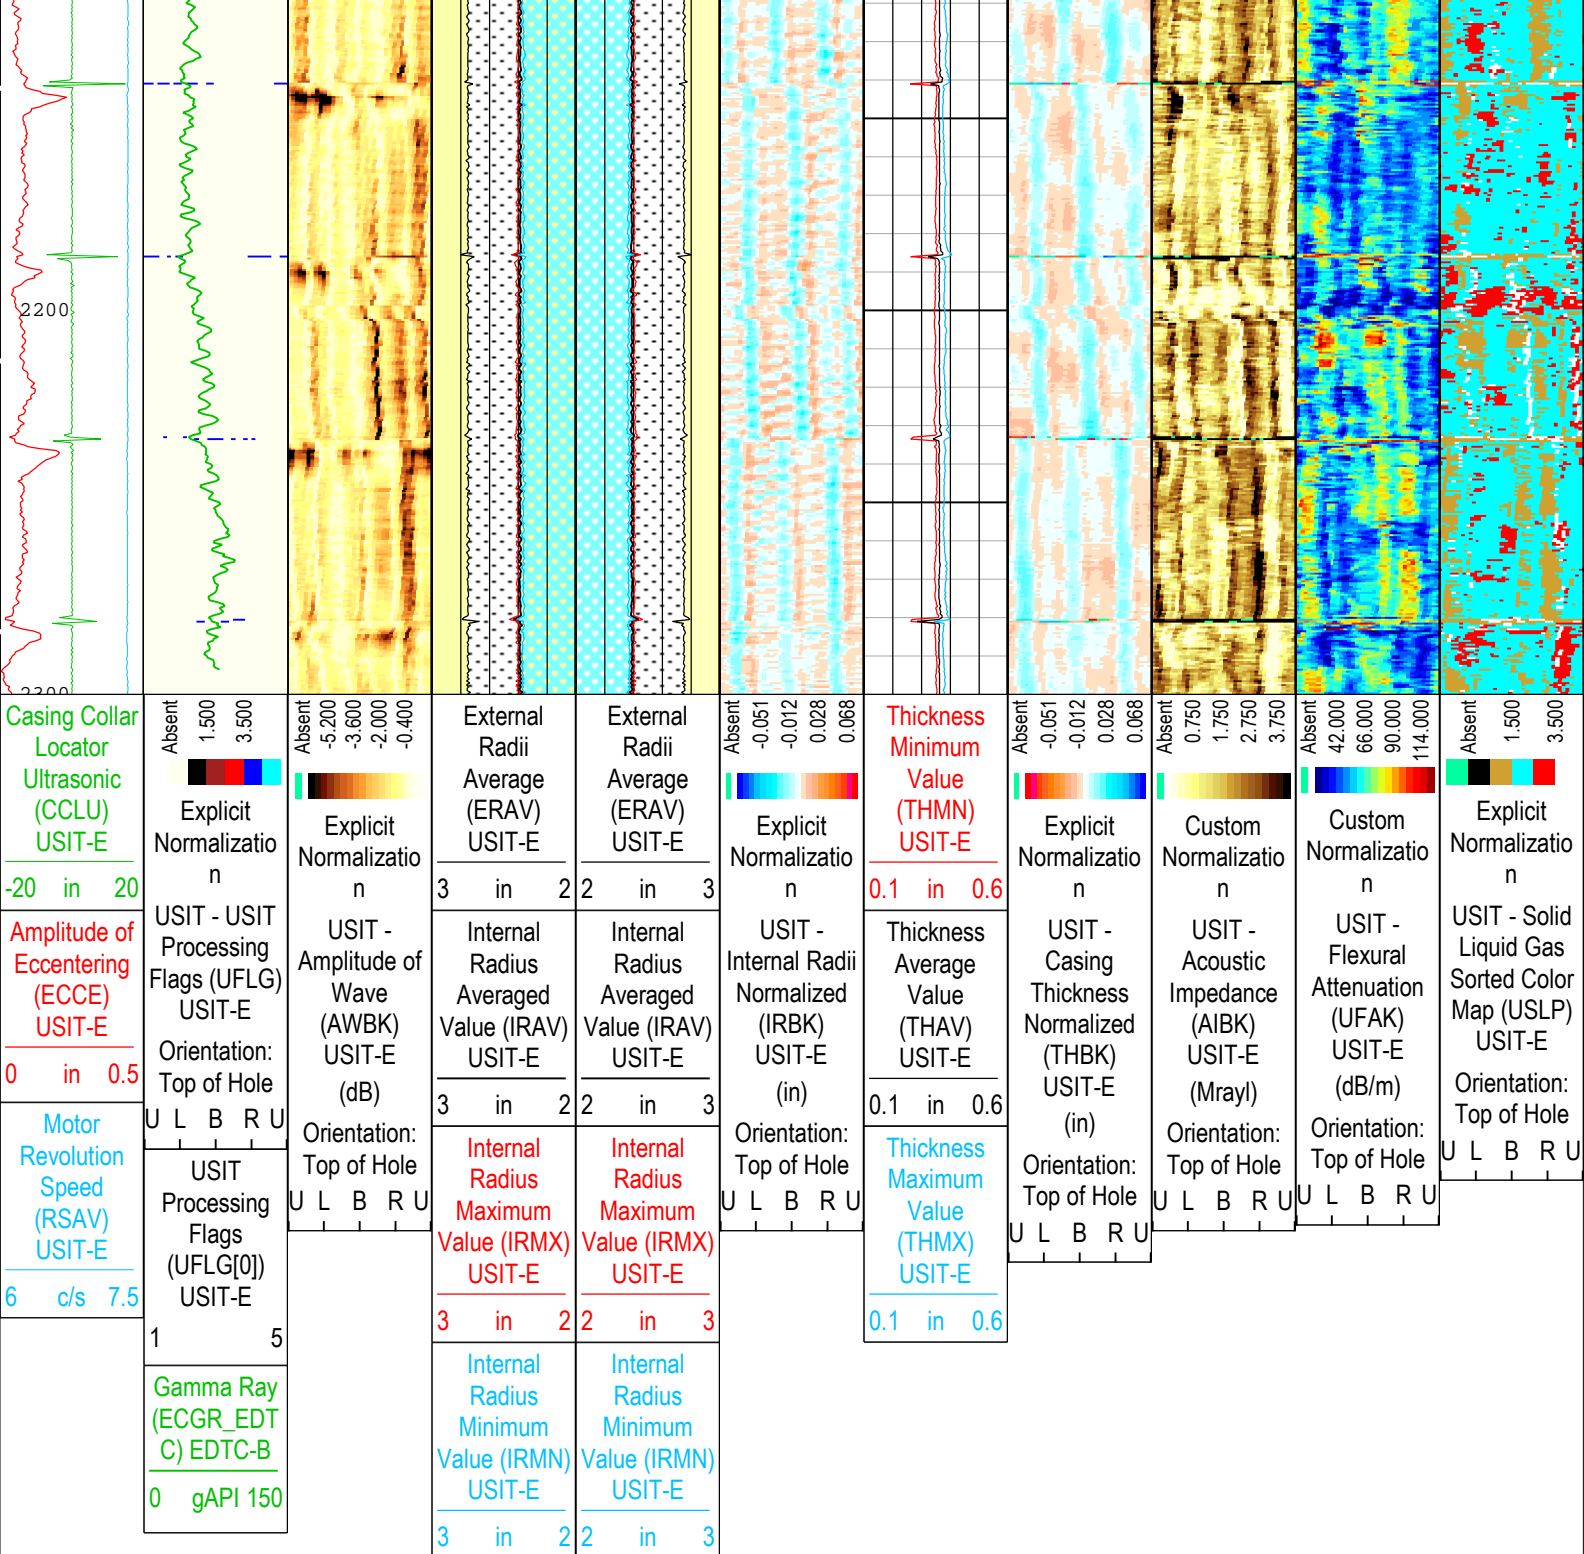 2200
2300
Casing Collar
Locator
Ultrasonic
(CCLU)
USIT-E
-20 in 20
Amplitude of
Eccentering
(ECCE)
USIT-E
0 in 0.5
Motor
Revolution
Speed
(RSAV)
USIT-E
6 c/s 7.5
Absent 1.500 3.500
Explicit
Normalizatio
n
USIT - USIT
Processing
Flags (UFLG)
USIT-E
Orientation:
Top of Hole
U L B R U
USIT
Processing
Flags
(UFLG[0])
USIT-E
1 5
Gamma Ray
(ECGR_EDT
C) EDTC-B
0 gAPI 150
Absent -5.200 -3.600 -2.000 -0.400
Explicit
Normalizatio
n
USIT -
Amplitude of
Wave
(AWBK)
USIT-E
(dB)
Orientation:
Top of Hole
U L B R U
External
Radii
Average
(ERAV)
USIT-E
3 in 2
Internal
Radius
Averaged
Value (IRAV)
USIT-E
3 in 2
Internal
Radius
Maximum
Value (IRMX)
USIT-E
3 in 2
Internal
Radius
Minimum
Value (IRMN)
USIT-E
3 in 2
External
Radii
Average
(ERAV)
USIT-E
2 in 3
Internal
Radius
Averaged
Value (IRAV)
USIT-E
2 in 3
Internal
Radius
Maximum
Value (IRMX)
USIT-E
2 in 3
Internal
Radius
Minimum
Value (IRMN)
USIT-E
2 in 3
Absent -0.051 -0.012 0.028 0.068
Explicit
Normalizatio
n
USIT -
Internal Radii
Normalized
(IRBK)
USIT-E
(in)
Orientation:
Top of Hole
U L B R U
Thickness
Minimum
Value
(THMN)
USIT-E
0.1 in 0.6
Thickness
Average
Value
(THAV)
USIT-E
0.1 in 0.6
Thickness
Maximum
Value
(THMX)
USIT-E
0.1 in 0.6
Absent -0.051 -0.012 0.028 0.068
Explicit
Normalizatio
n
USIT -
Casing
Thickness
Normalized
(THBK)
USIT-E
(in)
Orientation:
Top of Hole
U L B R U
Absent 0.750 1.750 2.750 3.750
Custom
Normalizatio
n
USIT -
Acoustic
Impedance
(AIBK)
USIT-E
(Mrayl)
Orientation:
Top of Hole
U L B R U
Absent 42.000 66.000 90.000 114.000
Custom
Normalizatio
n
USIT -
Flexural
Attenuation
(UFAK)
USIT-E
(dB/m)
Orientation:
Top of Hole
U L B R U
Absent 1.500 3.500
Explicit
Normalizatio
n
USIT - Solid
Liquid Gas
Sorted Color
Map (USLP)
USIT-E
Orientation:
Top of Hole
U L B R U